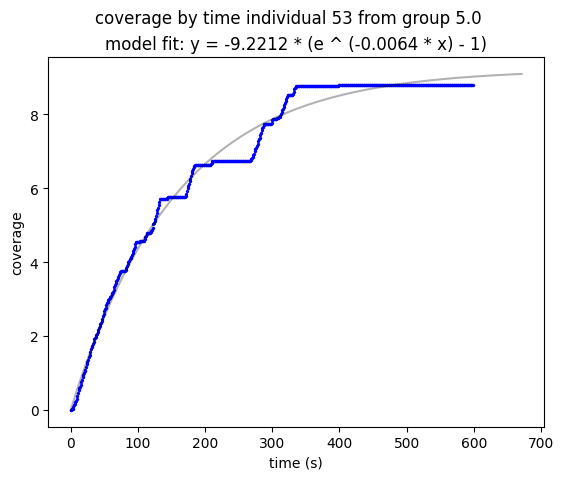 coverage by time individual 53 from group 5.0
model fit: y = -9.2212 * (e ^ (-0.0064 * x) - 1)
8
6
4
2
0
coverage
0 100 200 300 400 500 600 700
time (s)